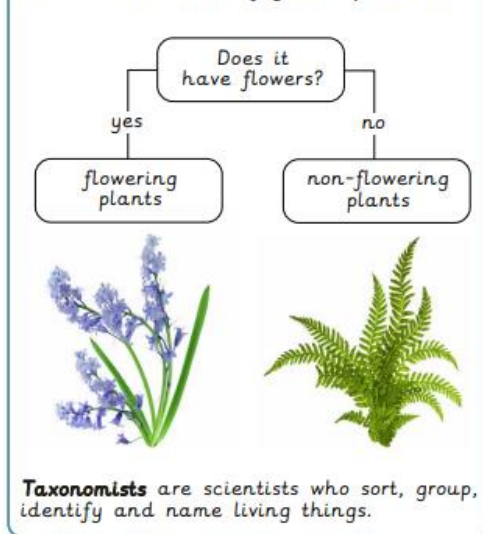 Does it
have flowers?
yes
no
flowering
plants
non-flowering
plants
Taxonomists are scientists who sort, group,
identify and name living things.